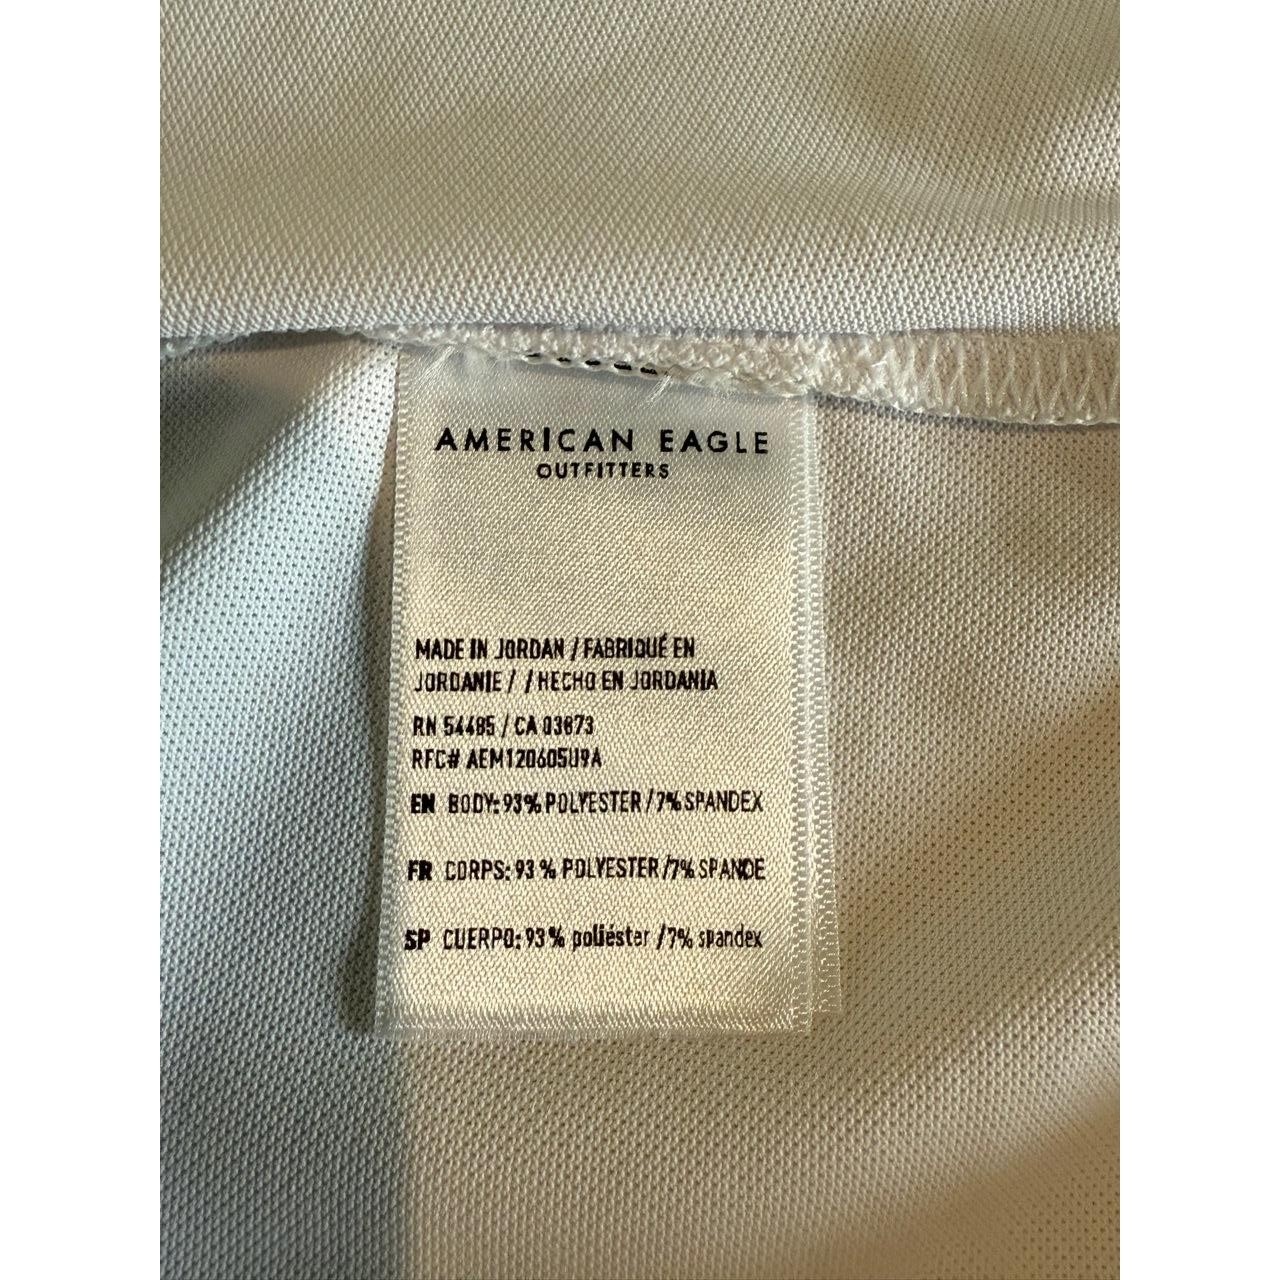 AMERICAN EAGLE
OUTFITTERS
MADE IN JORDAN / FABRIQUÉ EN
JORDANIE / / HECHO EN JORDANIA
RN 54485 / CA 03873
RFC# AEM120605U9A
EN BODY: 93% POLYESTER / 7% SPANDEX
FR CORPS: 93 % POLYESTER / 7% SPANDE
SP CUERPO: 93 % poliéster / 7% spandex